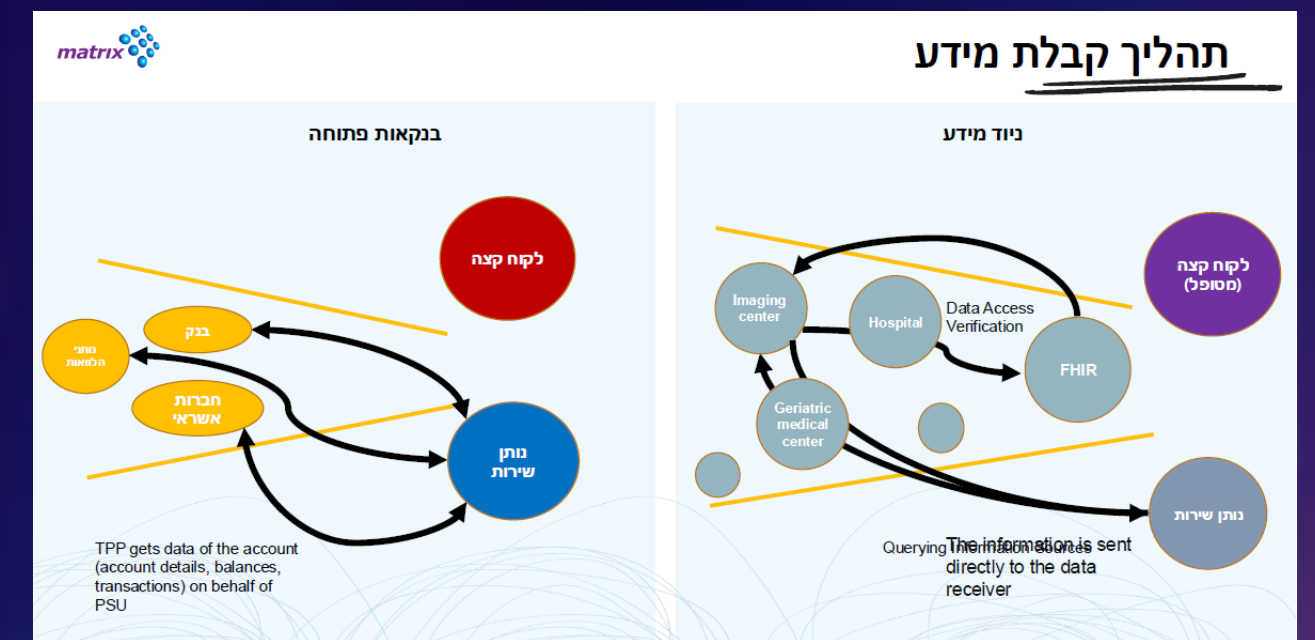 matrix
תהליך קבלת מידע
ניוד מידע
לקוח קצה
(מטופל)
Imaging
center
Hospital
Data Access
Verification
FHIR
Geriatric
medical
center
נותן שירות
Querying Information Sources
The information is sent
directly to the data
receiver
בנקאות פתוחה
לקוח קצה
בנק
נותני
הלוואות
חברות
אשראי
נותן
שירות
TPP gets data of the account
(account details, balances,
transactions) on behalf of
PSU